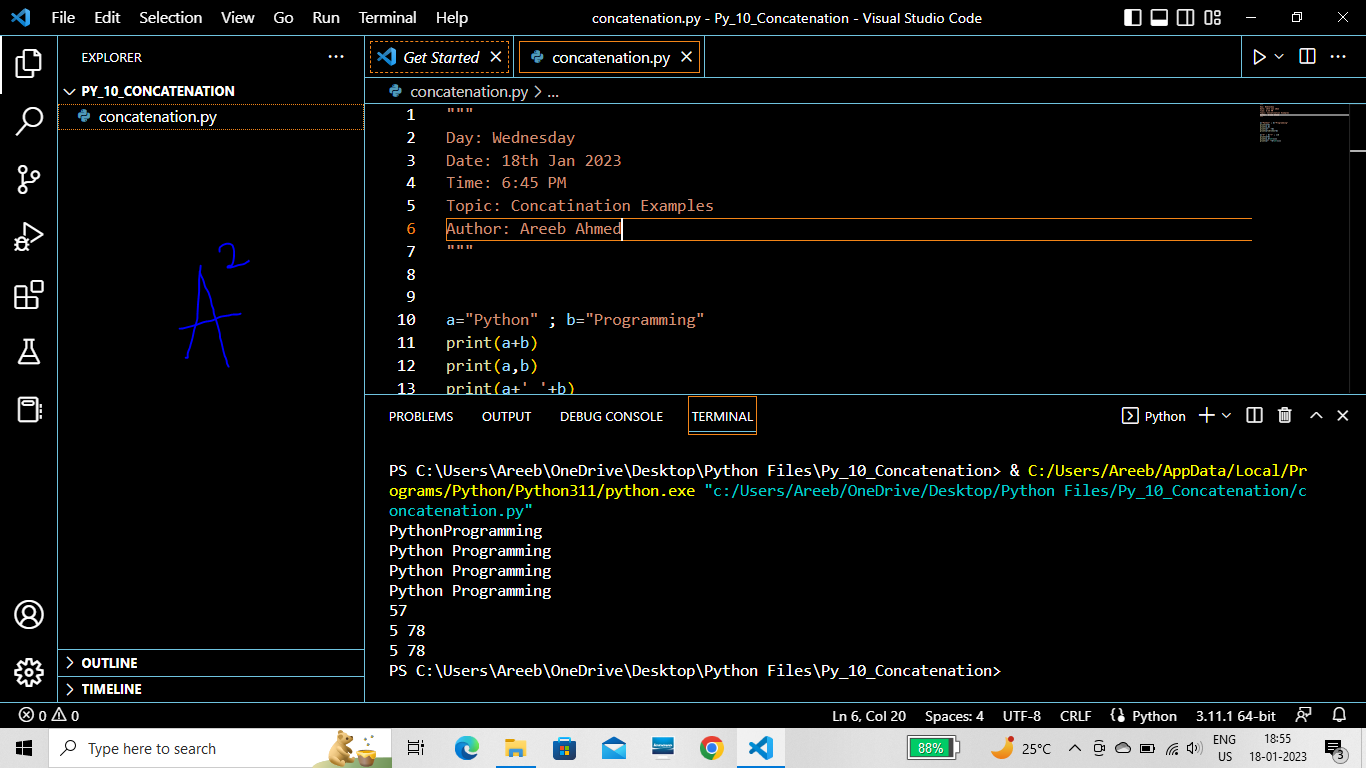 File Edit Selection View Go Run Terminal Help concatenation.py - Py_10_Concatenation - Visual Studio Code
EXPLORER
PY_10_CONCATENATION
concatenation.py
A²
OUTLINE
TIMELINE
Get Started concatenation.py
concatenation.py > ...
1 """
2 Day: Wednesday
3 Date: 18th Jan 2023
4 Time: 6:45 PM
5 Topic: Concatination Examples
6 Author: Areeb Ahmed
7 """
8
9
10 a="Python" ; b="Programming"
11 print(a+b)
12 print(a,b)
13 print(a+' '+b)
PROBLEMS OUTPUT DEBUG CONSOLE TERMINAL Python
PS C:\Users\Areeb\OneDrive\Desktop\Python Files\Py_10_Concatenation> & C:/Users/Areeb/AppData/Local/Pr
ograms/Python/Python311/python.exe "c:/Users/Areeb/OneDrive/Desktop/Python Files/Py_10_Concatenation/c
oncatenation.py"
PythonProgramming
Python Programming
Python Programming
Python Programming
57
5 78
5 78
PS C:\Users\Areeb\OneDrive\Desktop\Python Files\Py_10_Concatenation>
0 0 Ln 6, Col 20 Spaces: 4 UTF-8 CRLF Python 3.11.1 64-bit
Type here to search 88% 25°C ENG US 18:55 18-01-2023 3